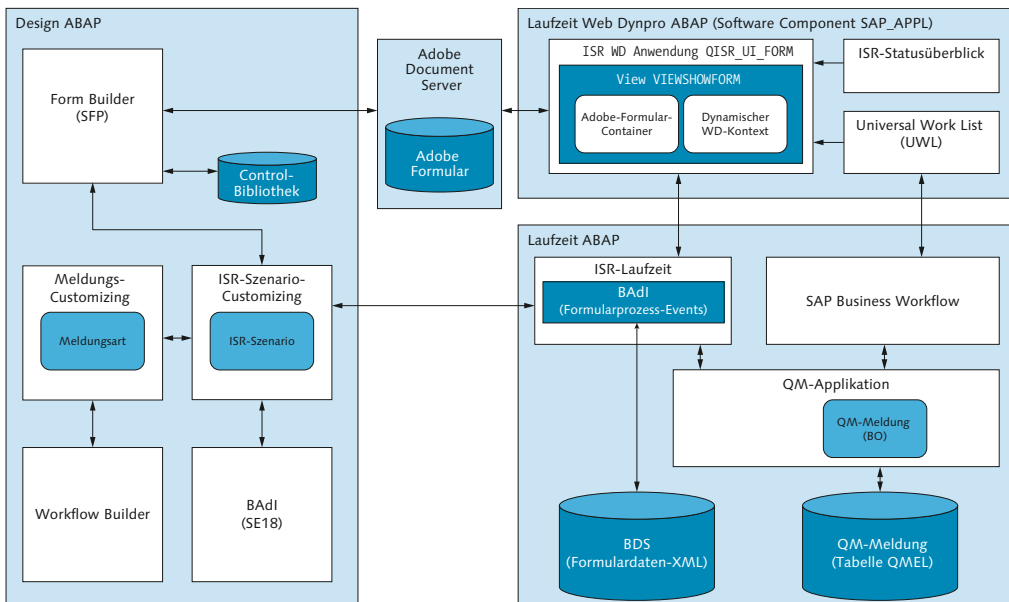 Design ABAP
Form Builder
(SFP)
Control-
Bibliothek
Meldungs-
Customizing
Meldungsart
ISR-Szenario-
Customizing
ISR-Szenario
Workflow Builder
BAdI
(SE18)
Adobe
Document
Server
Adobe
Formular
Laufzeit Web Dynpro ABAP (Software Component SAP_APPL)
ISR WD Anwendung QISR_UI_FORM
View VIEWSHOWFORM
Adobe-Formular-
Container
Dynamischer
WD-Kontext
ISR-Statusüberblick
Universal Work List
(UWL)
Laufzeit ABAP
ISR-Laufzeit
BAdI
(Formularprozess-Events)
SAP Business Workflow
QM-Applikation
QM-Meldung
(BO)
BDS
(Formulardaten-XML)
QM-Meldung
(Tabelle QMEL)